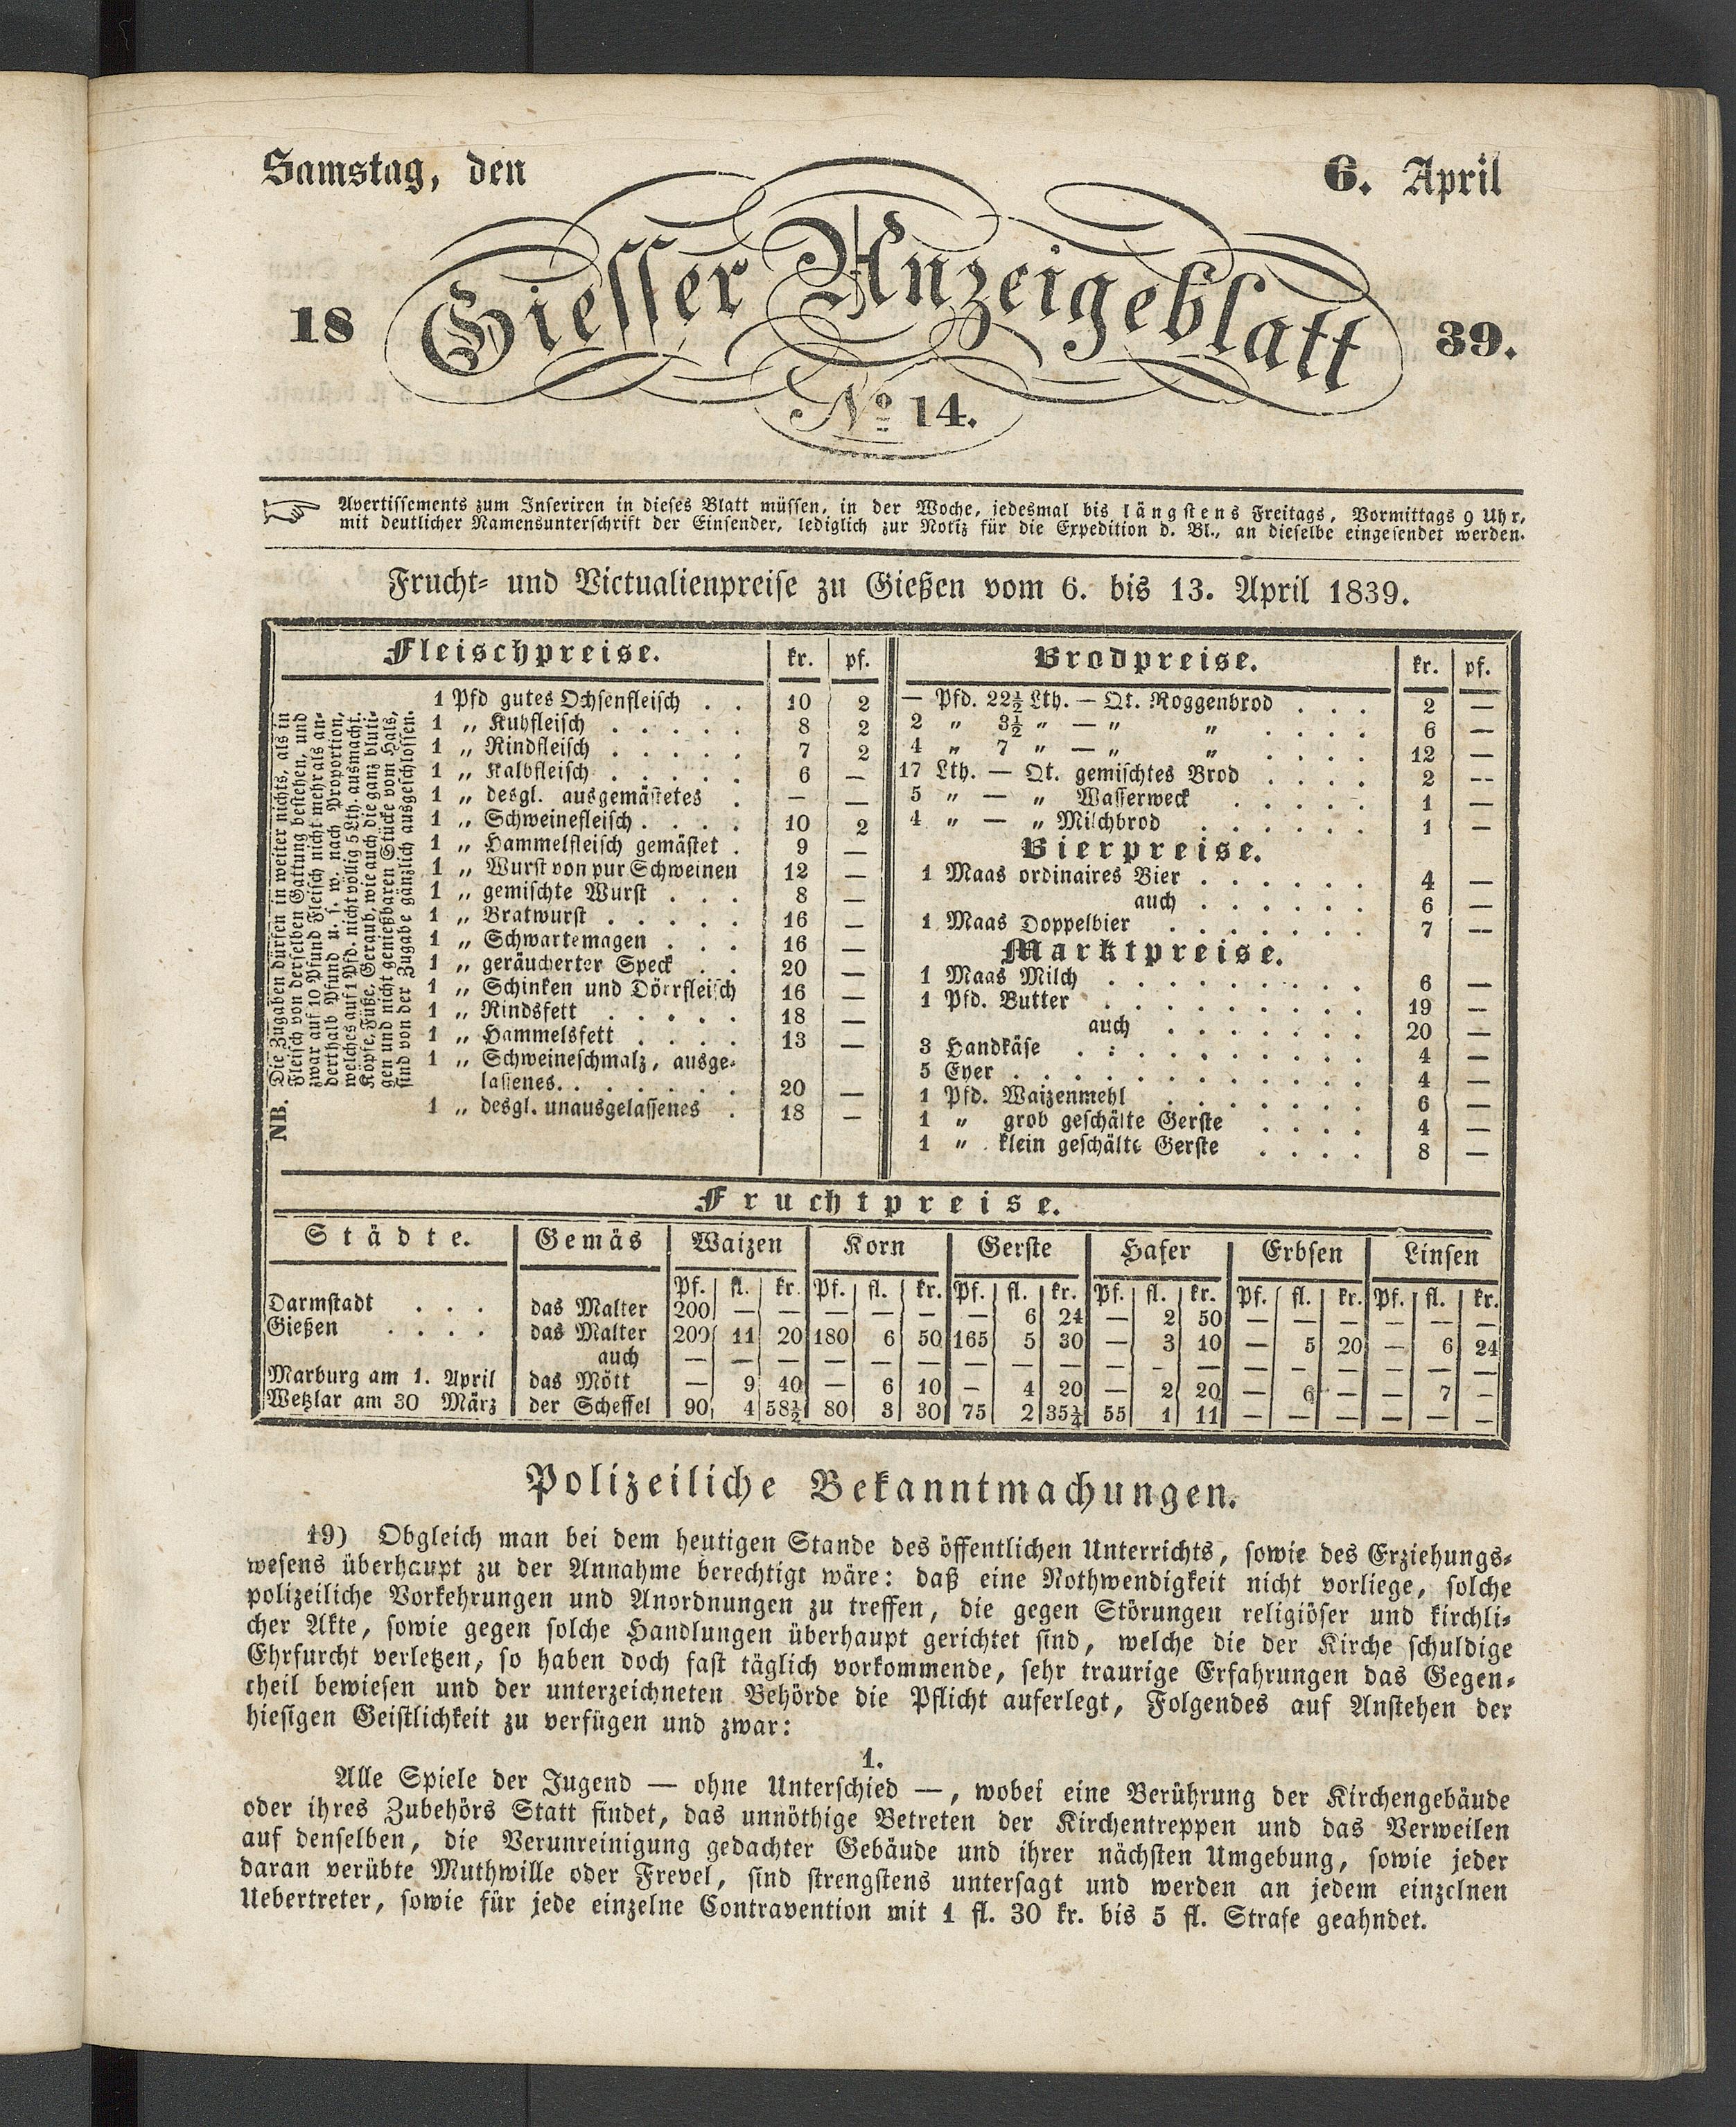 Samstag, den 6. April
18 Giesser Anzeigeblatt 39.
No 14.
Avertissements zum Inseriren in dieses Blatt müssen, in der Woche, jedesmal bis längstens Freitags, Vormittags 9 Uhr,
mit deutlicher Namensunterschrift der Einsender, lediglich zur Notiz für die Expedition d. Bl., an dieselbe eingesendet werden.
Frucht- und Victualienpreise zu Gießen vom 6. bis 13. April 1839.
NB. Die Zugaben dürfen in weiter nichts, als in
Fleisch von derselben Gattung bestehen, und
zwar auf 10 Pfund Fleisch nicht mehr als an-
derthalb Pfund u. s. w. nach Proportion,
welches auf 1 Pfd. nicht völlig 5 Lth. ausmacht.
Köpfe, Füße, Geraub, wie auch die ganz bluti-
gen und nicht genießbaren Stücke vom Hals,
sind von der Zugabe gänzlich ausgeschlossen.
Fleischpreise. kr. pf.
1 Pfd gutes Ochsenfleisch . . 10 2
1 „ Kuhfleisch . . . . . 8 2
1 „ Rindfleisch . . . . . 7 2
1 „ Kalbfleisch . . . . . 6 —
1 „ desgl. ausgemästetes . — —
1 „ Schweinefleisch . . . . 10 2
1 „ Hammelfleisch gemästet . 9 —
1 „ Wurst von pur Schweinen 12 —
1 „ gemischte Wurst . . . 8 —
1 „ Bratwurst . . . . . 16 —
1 „ Schwartemagen . . . 16 —
1 „ geräucherter Speck . . 20 —
1 „ Schinken und Dörrfleisch 16 —
1 „ Rindsfett . . . . . 18 —
1 „ Hammelsfett . . . . 13 —
1 „ Schweineschmalz, ausge-
lassenes. . . . . . . 20 —
1 „ desgl. unausgelassenes . 18 —
Brodpreise. kr. pf.
— Pfd. 22½ Lth. — Qt. Roggenbrod . . . 2 —
2 „ 3½ „ — „ „ . . . . 6 —
4 „ 7 „ — „ „ . . . . 12 —
17 Lth. — Qt. gemischtes Brod . . . . 2 —
5 „ — „ Wasserweck . . . . . 1 —
4 „ — „ Milchbrod . . . . . . 1 —
Bierpreise.
1 Maas ordinaires Bier . . . . . . 4 —
auch . . . . . . 6 —
1 Maas Doppelbier . . . . . . . 7 —
Marktpreise.
1 Maas Milch . . . . . . . . . 6 —
1 Pfd. Butter . . . . . . . . . 19 —
auch . . . . . . . 20 —
3 Handkäse . : . . . . . . . . 4 —
5 Eyer . . . . . . . . . . . . 4 —
1 Pfd. Waizenmehl . . . . . . . 6 —
1 „ grob geschälte Gerste . . . . 4 —
1 „ klein geschälte Gerste . . . . 8 —
Fruchtpreise.
Städte. Gemäs Waizen Korn Gerste Hafer Erbsen Linsen
Pf. fl. kr. Pf. fl. kr. Pf. fl. kr. Pf. fl. kr. Pf. fl. kr. Pf. fl. kr.
Darmstadt . . . das Malter 200 — — — — — — 6 24 — 2 50 — — — — — —
Gießen . . . . das Malter 200 11 20 180 6 50 165 5 30 — 3 10 — 5 20 — 6 24
auch — — — — — — — — — — — — — — — — — —
Marburg am 1. April das Mött — 9 40 — 6 10 — 4 20 — 2 20 — 6 — — 7 —
Wetzlar am 30 März der Scheffel 90 4 58½ 80 3 30 75 2 35¼ 55 1 11 — — — — — —
Polizeiliche Bekanntmachungen.
19) Obgleich man bei dem heutigen Stande des öffentlichen Unterrichts, sowie des Erziehungs-
wesens überhaupt zu der Annahme berechtigt wäre: daß eine Nothwendigkeit nicht vorliege, solche
polizeiliche Vorkehrungen und Anordnungen zu treffen, die gegen Störungen religiöser und kirchli-
cher Akte, sowie gegen solche Handlungen überhaupt gerichtet sind, welche die der Kirche schuldige
Ehrfurcht verletzen, so haben doch fast täglich vorkommende, sehr traurige Erfahrungen das Gegen-
theil bewiesen und der unterzeichneten Behörde die Pflicht auferlegt, Folgendes auf Anstehen der
hiesigen Geistlichkeit zu verfügen und zwar:
1.
Alle Spiele der Jugend — ohne Unterschied —, wobei eine Berührung der Kirchengebäude
oder ihres Zubehörs Statt findet, das unnöthige Betreten der Kirchentreppen und das Verweilen
auf denselben, die Verunreinigung gedachter Gebäude und ihrer nächsten Umgebung, sowie jeder
daran verübte Muthwille oder Frevel, sind strengstens untersagt und werden an jedem einzelnen
Uebertreter, sowie für jede einzelne Contravention mit 1 fl. 30 kr. bis 5 fl. Strafe geahndet.